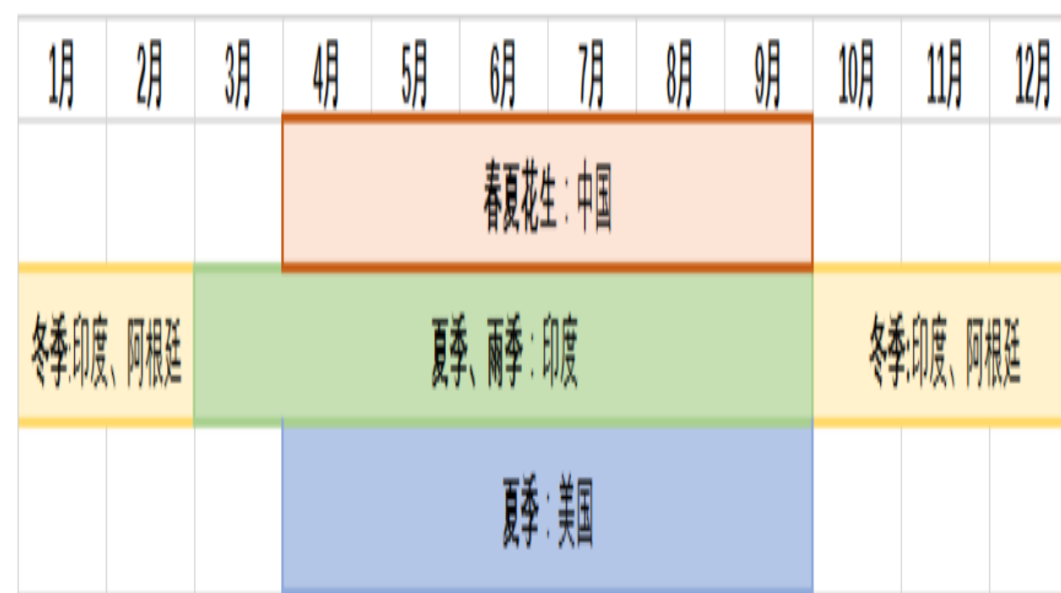 1月 2月 3月 4月 5月 6月 7月 8月 9月 10月 11月 12月
春夏花生：中国
冬季:印度、阿根廷 夏季、雨季：印度 冬季:印度、阿根廷
夏季：美国